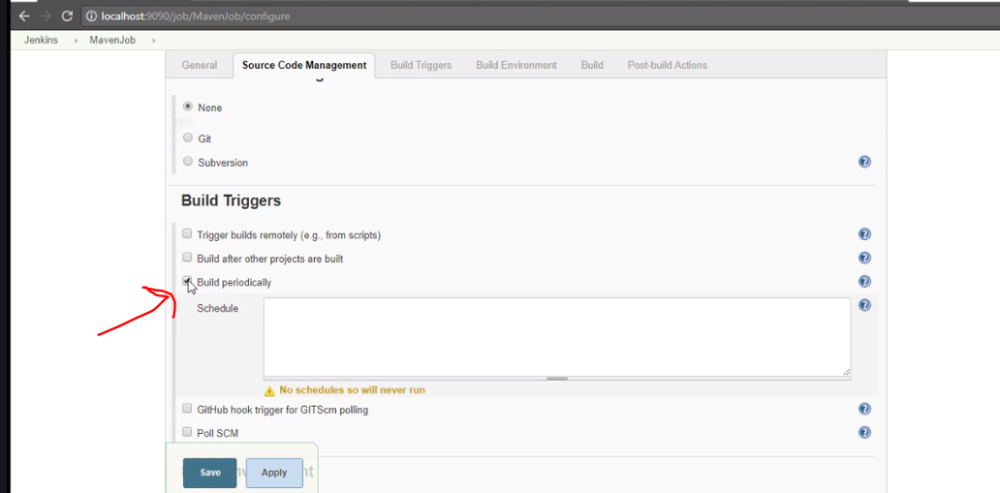 localhost:9090/job/MavenJob/configure
Jenkins MavenJob
General Source Code Management Build Triggers Build Environment Build Post-build Actions
None
Git
Subversion
Build Triggers
Trigger builds remotely (e.g., from scripts)
Build after other projects are built
Build periodically
Schedule
No schedules so will never run
GitHub hook trigger for GITScm polling
Poll SCM
Save Apply